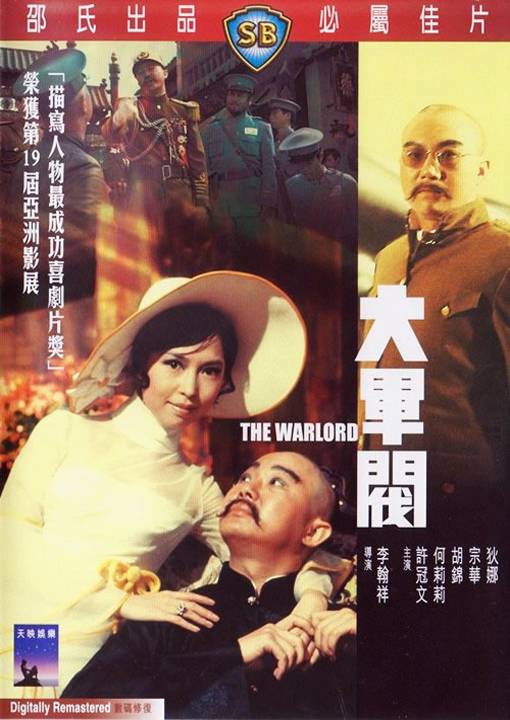 邵氏出品
SB
必屬佳片
「描寫人物最成功喜劇片獎」
榮獲第19屆亞洲影展
大軍閥
THE WARLORD
狄娜
宗華
胡錦
何莉莉
許冠文
主演
李翰祥
導演
天映娛樂
Digitally Remastered 數碼修復